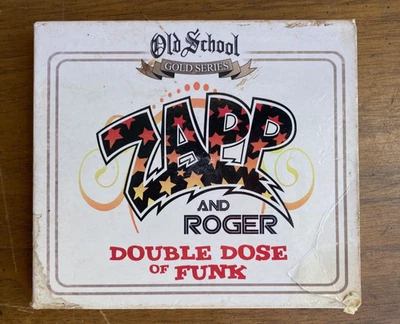 Old School
GOLD SERIES
ZAPP
AND
ROGER
DOUBLE DOSE
OF FUNK